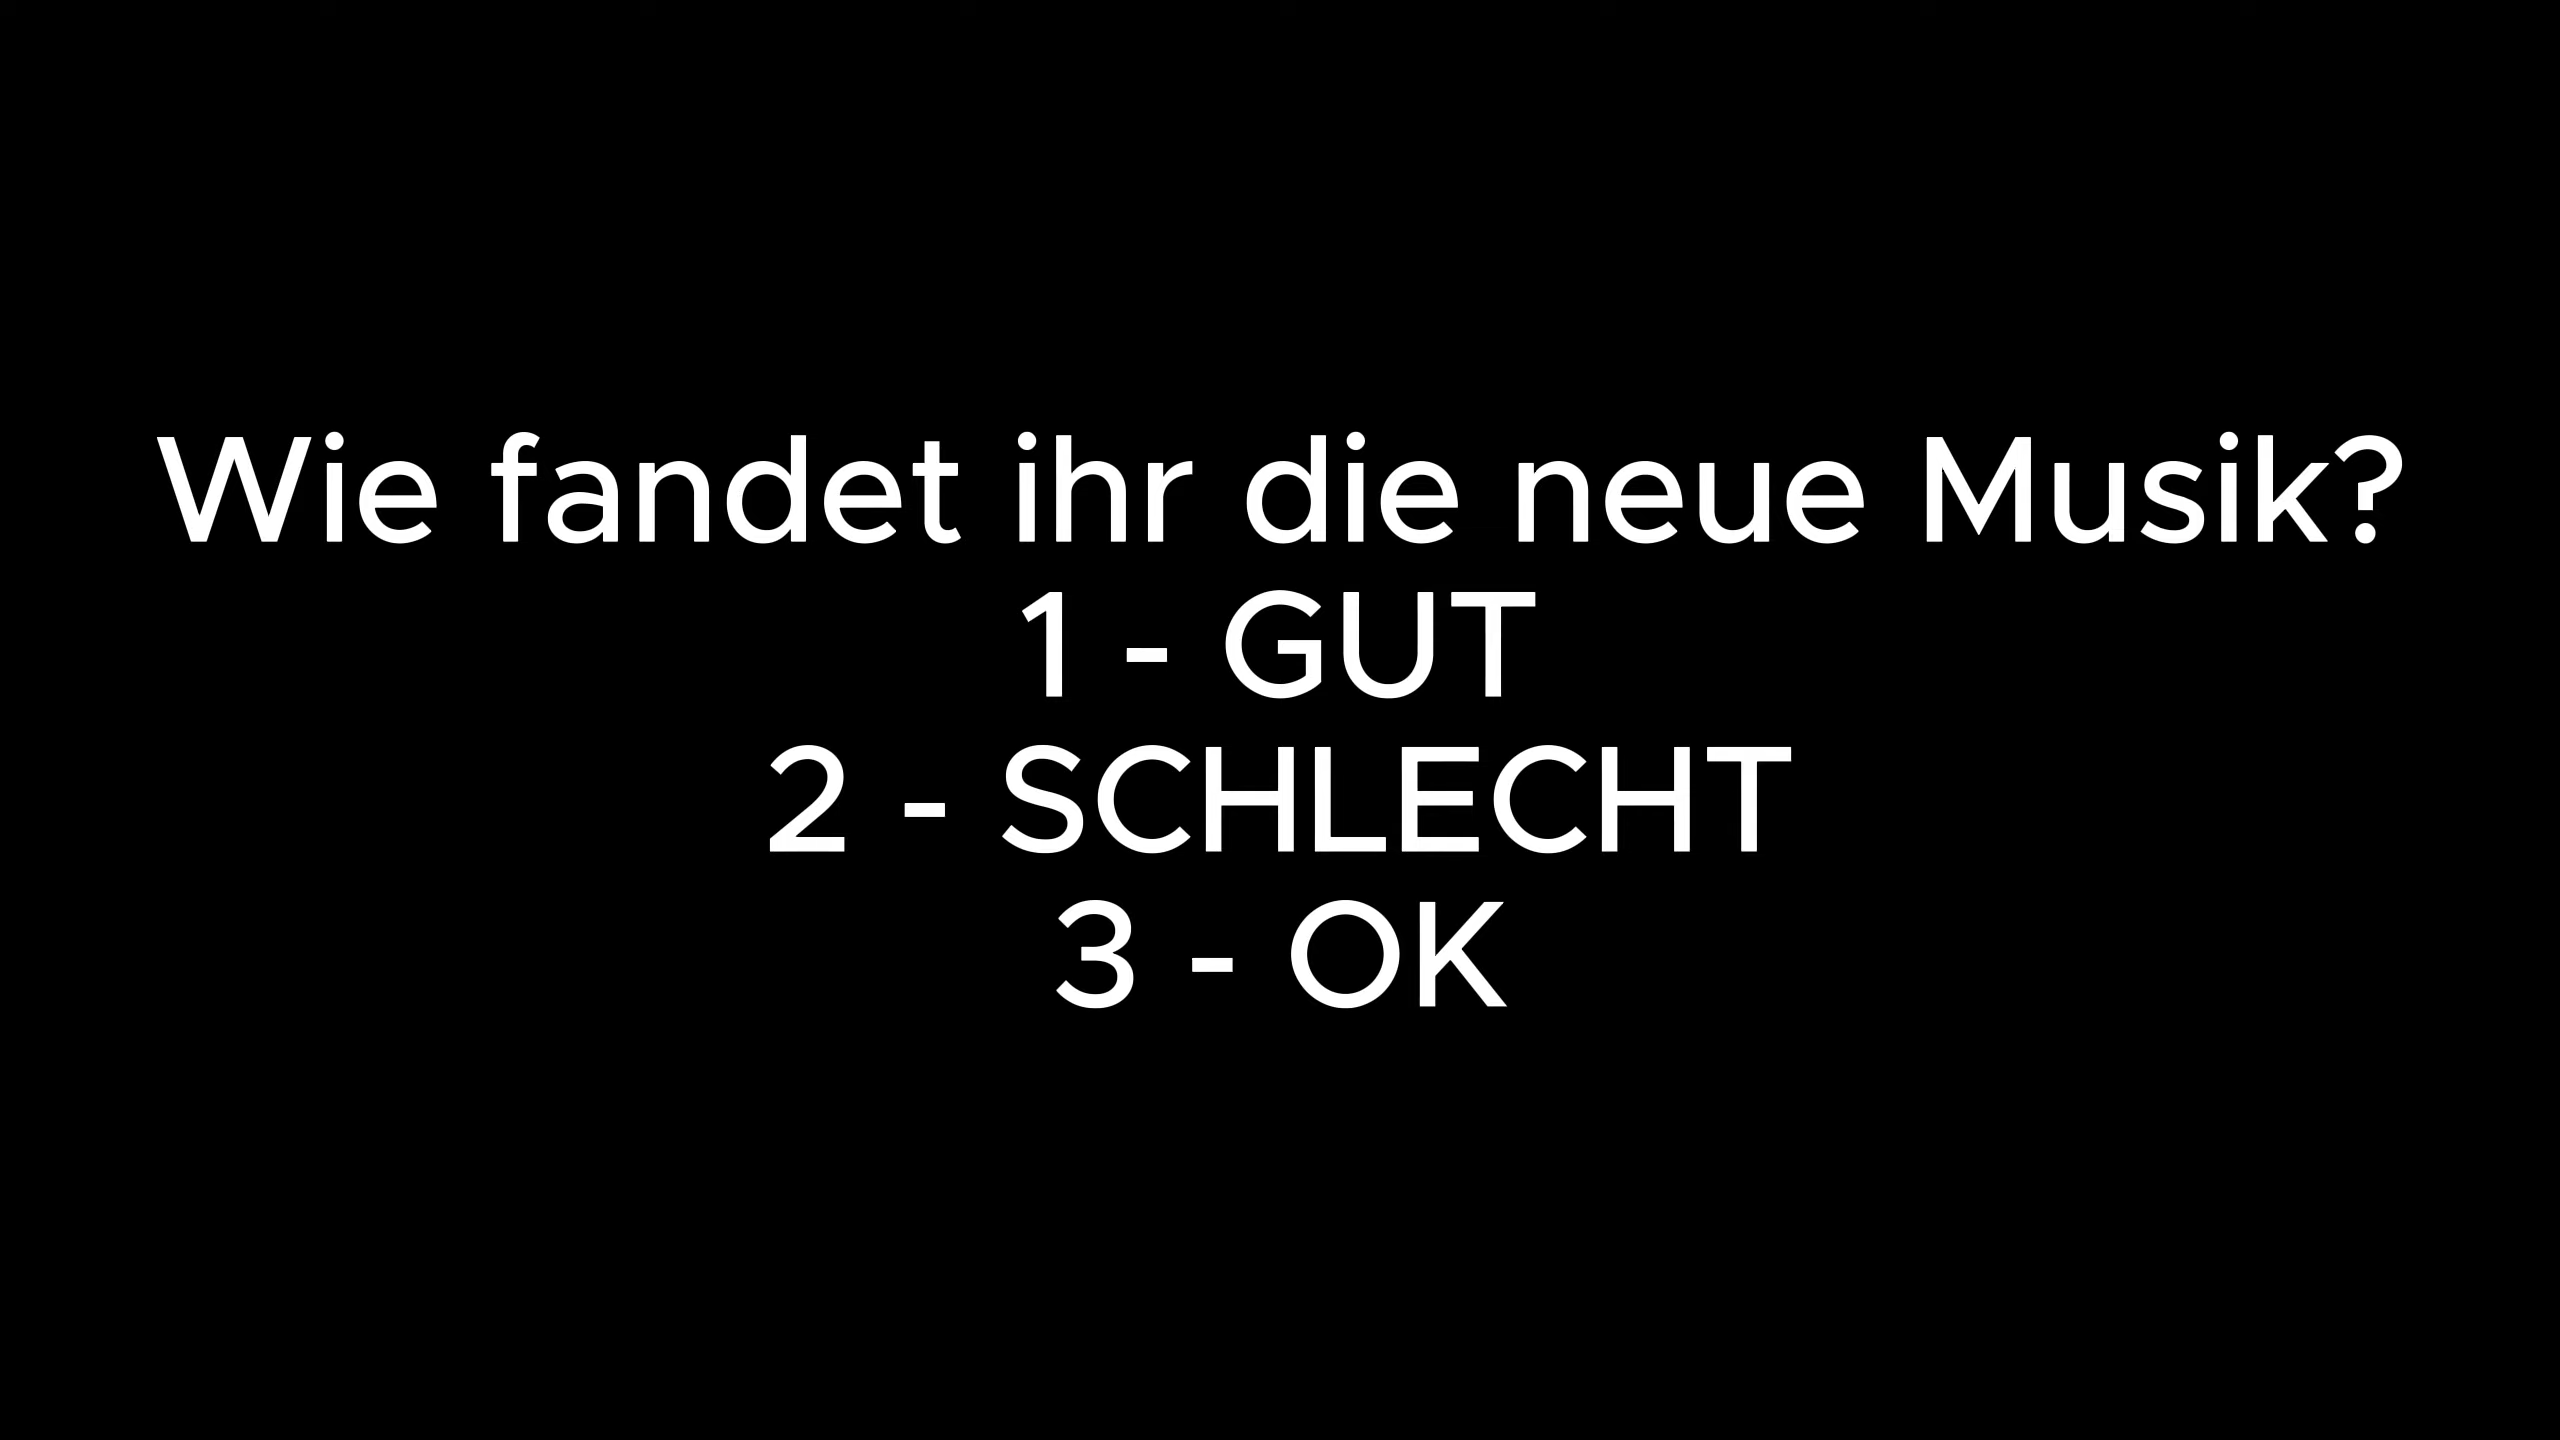 Wie fandet ihr die neue Musik?
1 - GUT
2 - SCHLECHT
3 - OK